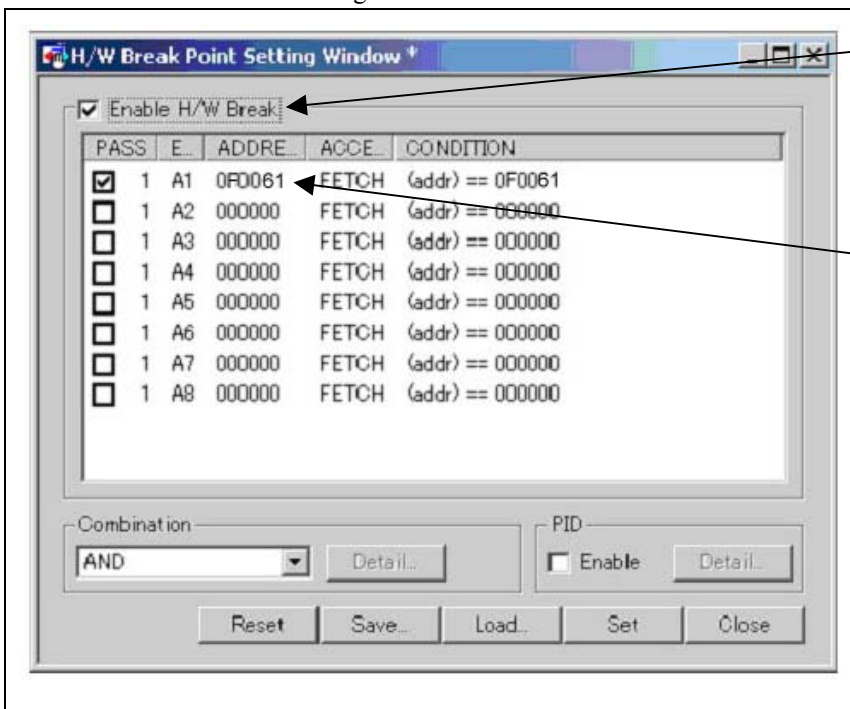 H/W Break Point Setting Window *
Enable H/W Break
PASS E... ADDRE... ACCE... CONDITION
1 A1 0F0061 FETCH (addr) == 0F0061
1 A2 000000 FETCH (addr) == 000000
1 A3 000000 FETCH (addr) == 000000
1 A4 000000 FETCH (addr) == 000000
1 A5 000000 FETCH (addr) == 000000
1 A6 000000 FETCH (addr) == 000000
1 A7 000000 FETCH (addr) == 000000
1 A8 000000 FETCH (addr) == 000000
Combination PID
AND Detail... Enable Detail...
Reset Save... Load... Set Close